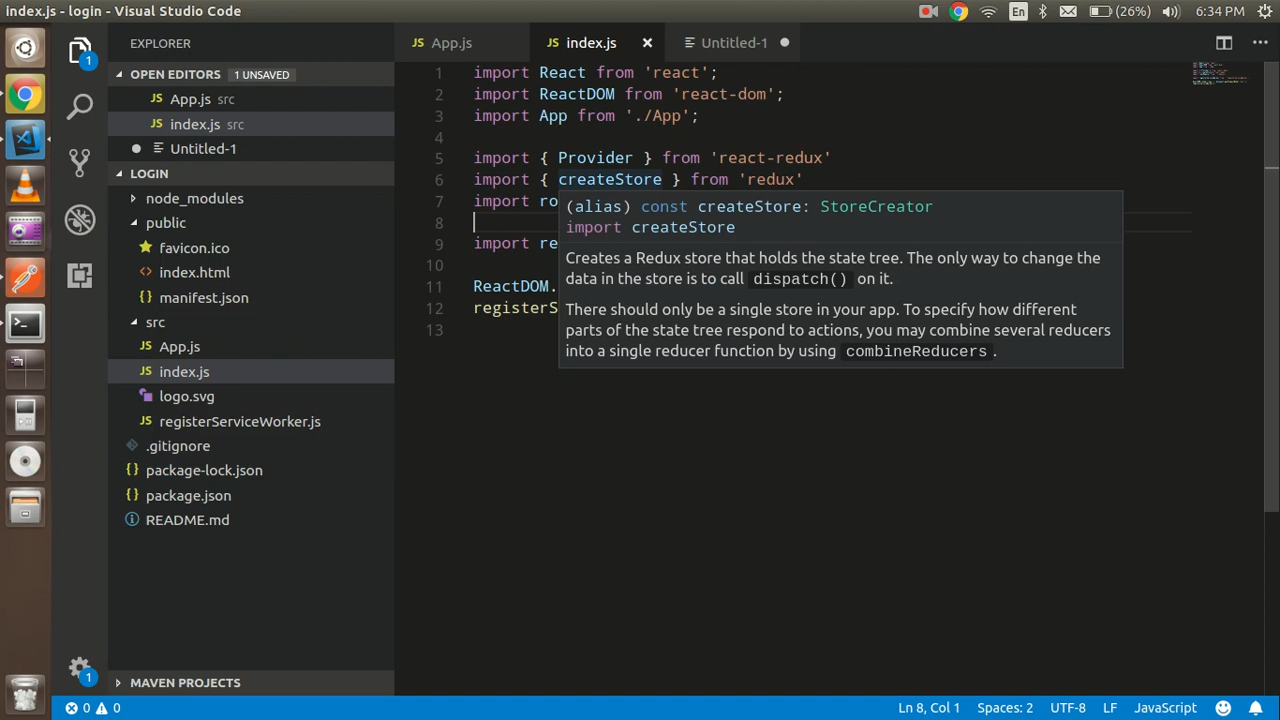 index.js - login - Visual Studio Code
En
(26%)
6:34 PM
EXPLORER
OPEN EDITORS 1 UNSAVED
App.js src
index.js src
Untitled-1
LOGIN
node_modules
public
favicon.ico
index.html
manifest.json
src
App.js
index.js
logo.svg
registerServiceWorker.js
.gitignore
package-lock.json
package.json
README.md
MAVEN PROJECTS
1
1
JS App.js
JS index.js
Untitled-1
1 import React from 'react';
2 import ReactDOM from 'react-dom';
3 import App from './App';
4
5 import { Provider } from 'react-redux'
6 import { createStore } from 'redux'
7 import ro
8
9 import re
10
11 ReactDOM.
12 registerS
13
(alias) const createStore: StoreCreator
import createStore
Creates a Redux store that holds the state tree. The only way to change the
data in the store is to call dispatch() on it.
There should only be a single store in your app. To specify how different
parts of the state tree respond to actions, you may combine several reducers
into a single reducer function by using combineReducers .
0 0
Ln 8, Col 1
Spaces: 2
UTF-8
LF
JavaScript